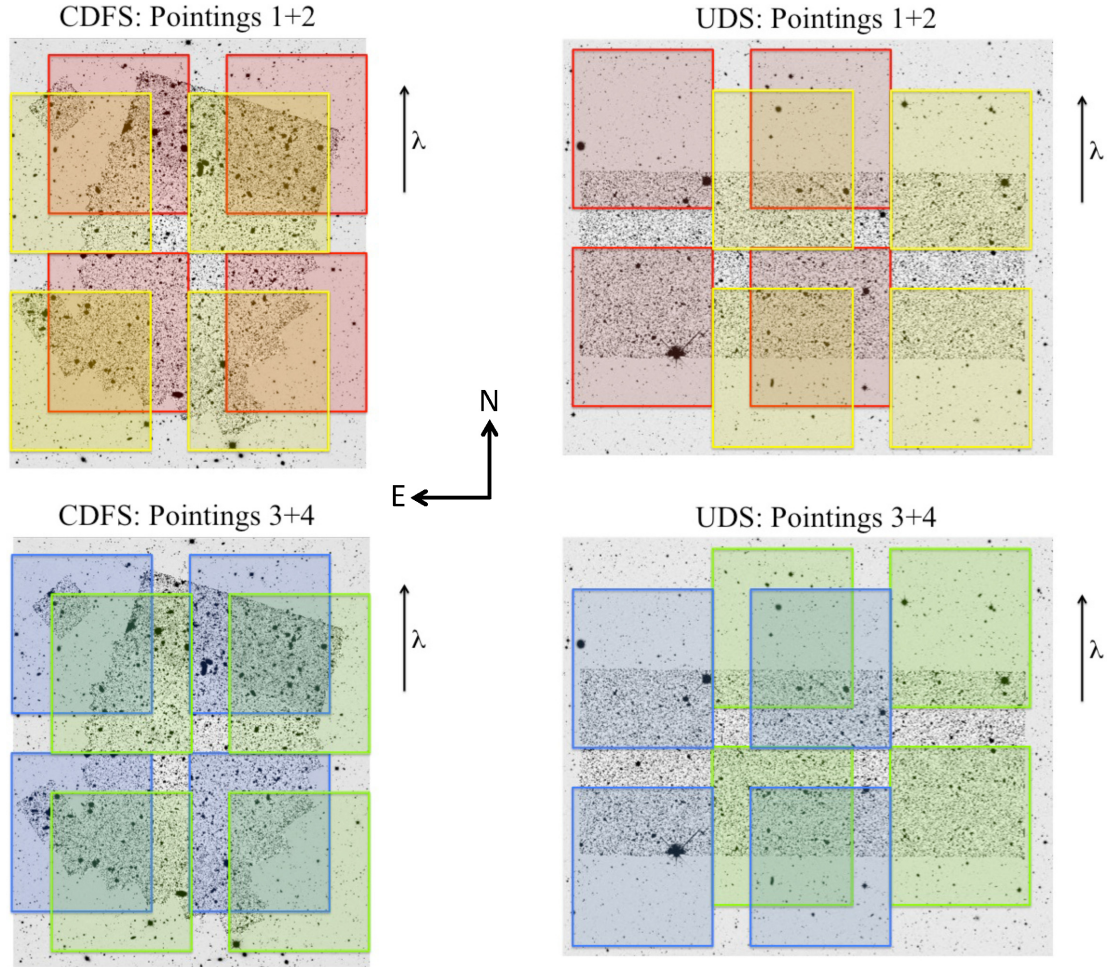 CDFS: Pointings 1+2
UDS: Pointings 1+2
λ
λ
N
E
CDFS: Pointings 3+4
UDS: Pointings 3+4
λ
λ